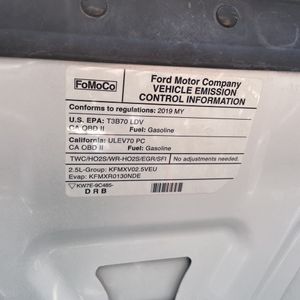 FoMoCo
Ford Motor Company
VEHICLE EMISSION
CONTROL INFORMATION
Conforms to regulations: 2019 MY
U.S. EPA: T3B70 LDV
CA OBD II Fuel: Gasoline
California: ULEV70 PC
CA OBD II Fuel: Gasoline
TWC/HO2S/WR-HO2S/EGR/SFI No adjustments needed.
2.5L-Group: KFMXV02.5VEU
Evap: KFMXR0130NDE
KW7E-9C485-
DRB